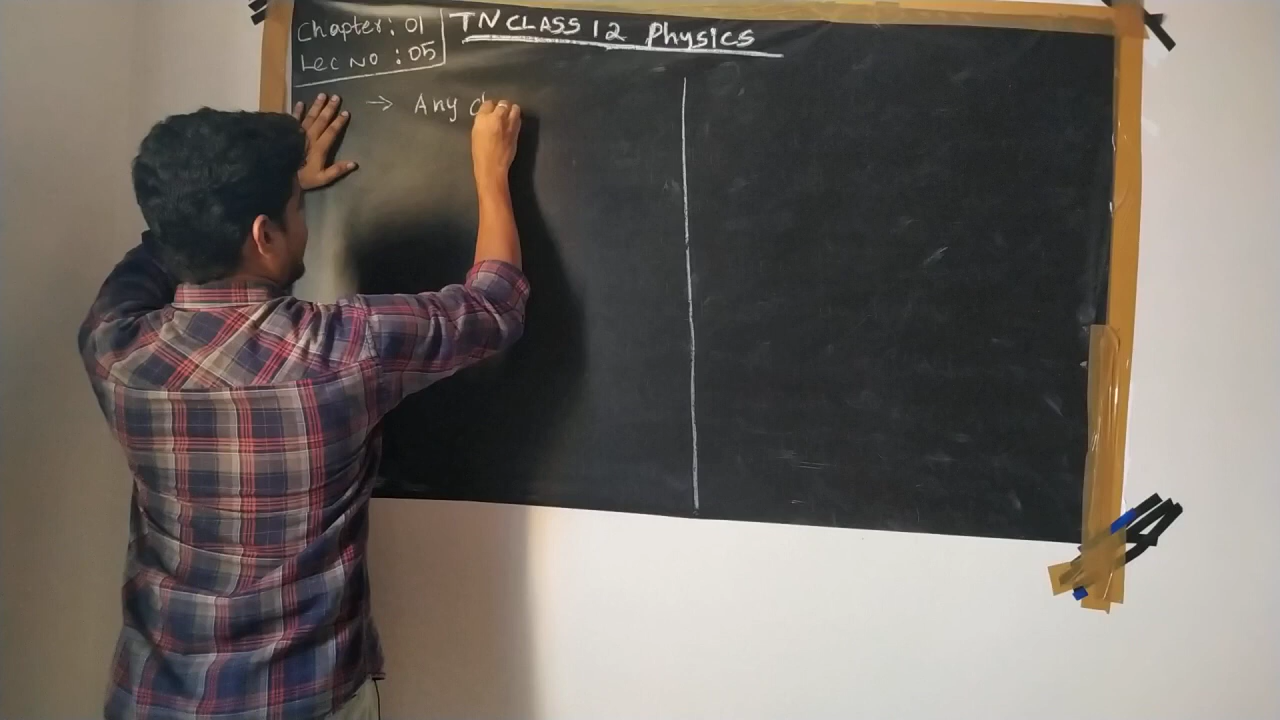 Chapter: 01
Lec No : 05
TN CLASS 12 Physics
→ Any